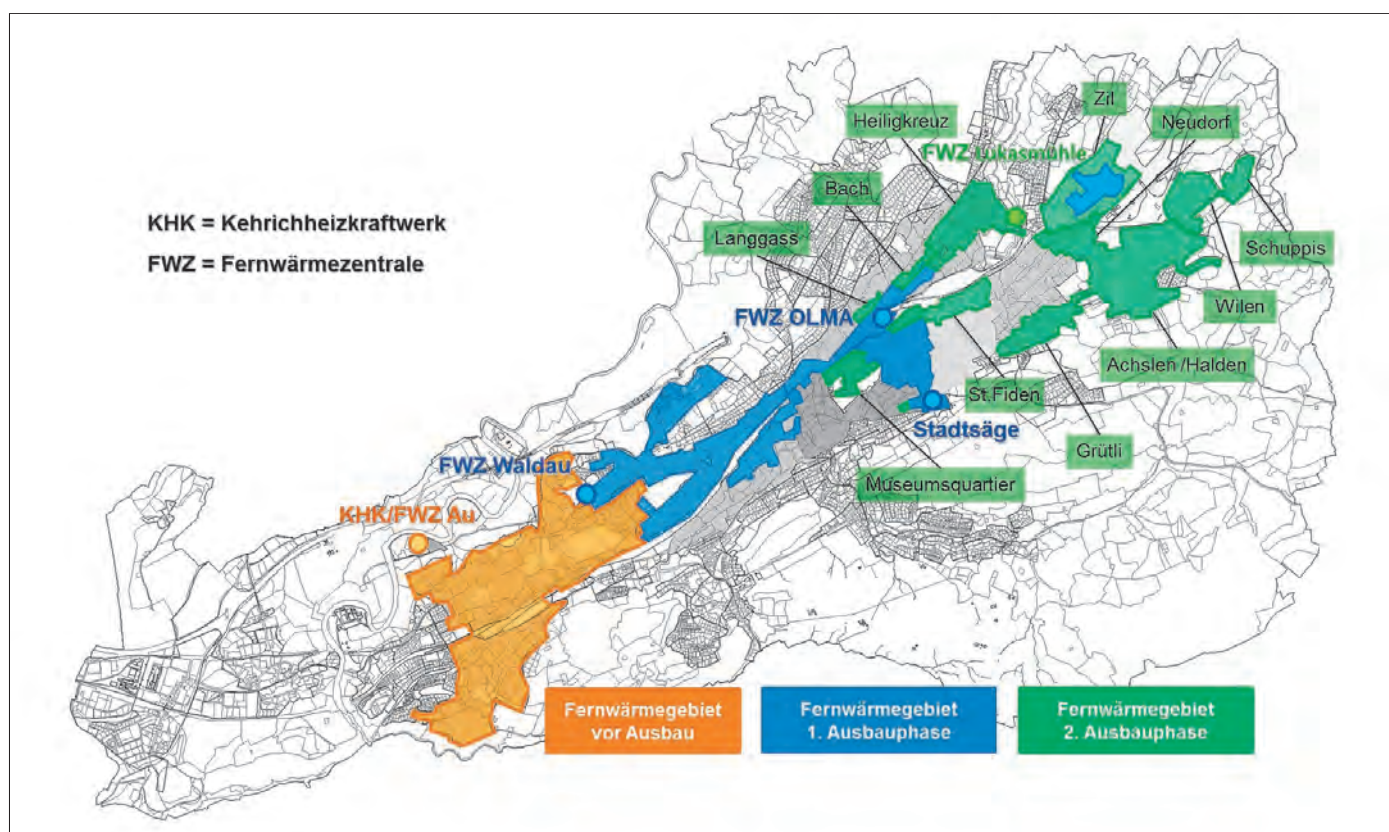 Zil
Heiligkreuz
Neudorf
FWZ Lukasmühle
Bach
KHK = Kehrichheizkraftwerk
Langgass
Schuppis
FWZ = Fernwärmezentrale
Wilen
FWZ OLMA
Achslen /Halden
St.Fiden
Stadtsäge
Grütli
FWZ Waldau
Museumsquartier
KHK/FWZ Au
Fernwärmegebiet
vor Ausbau
Fernwärmegebiet
1. Ausbauphase
Fernwärmegebiet
2. Ausbauphase